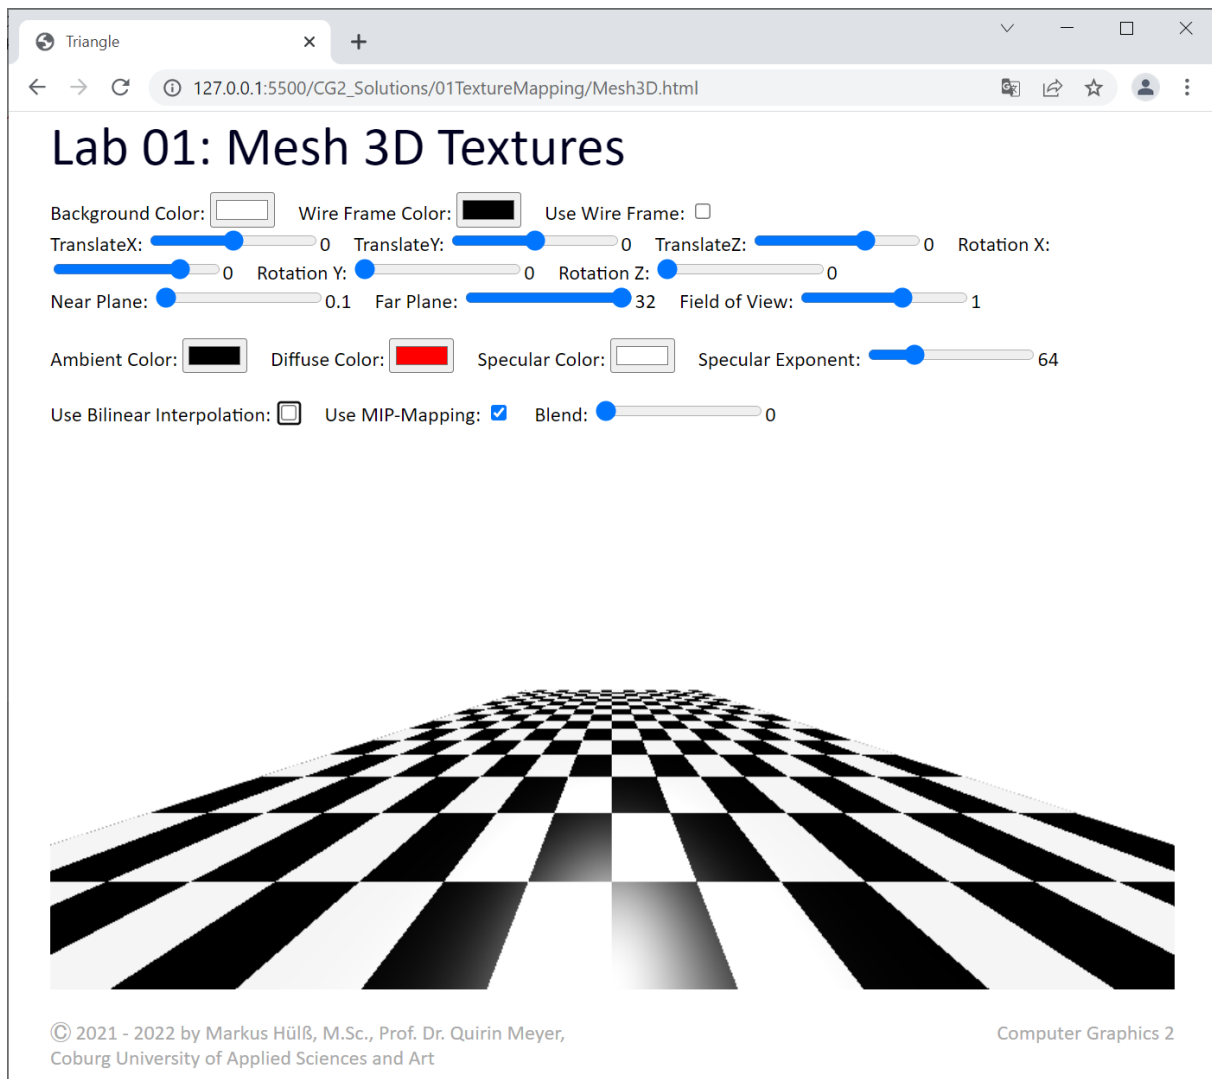 Triangle
127.0.0.1:5500/CG2_Solutions/01TextureMapping/Mesh3D.html
Lab 01: Mesh 3D Textures
Background Color: Wire Frame Color: Use Wire Frame:
TranslateX: 0 TranslateY: 0 TranslateZ: 0 Rotation X:
0 Rotation Y: 0 Rotation Z: 0
Near Plane: 0.1 Far Plane: 32 Field of View: 1
Ambient Color: Diffuse Color: Specular Color: Specular Exponent: 64
Use Bilinear Interpolation: Use MIP-Mapping: Blend: 0
© 2021 - 2022 by Markus Hülß, M.Sc., Prof. Dr. Quirin Meyer, Computer Graphics 2
Coburg University of Applied Sciences and Art